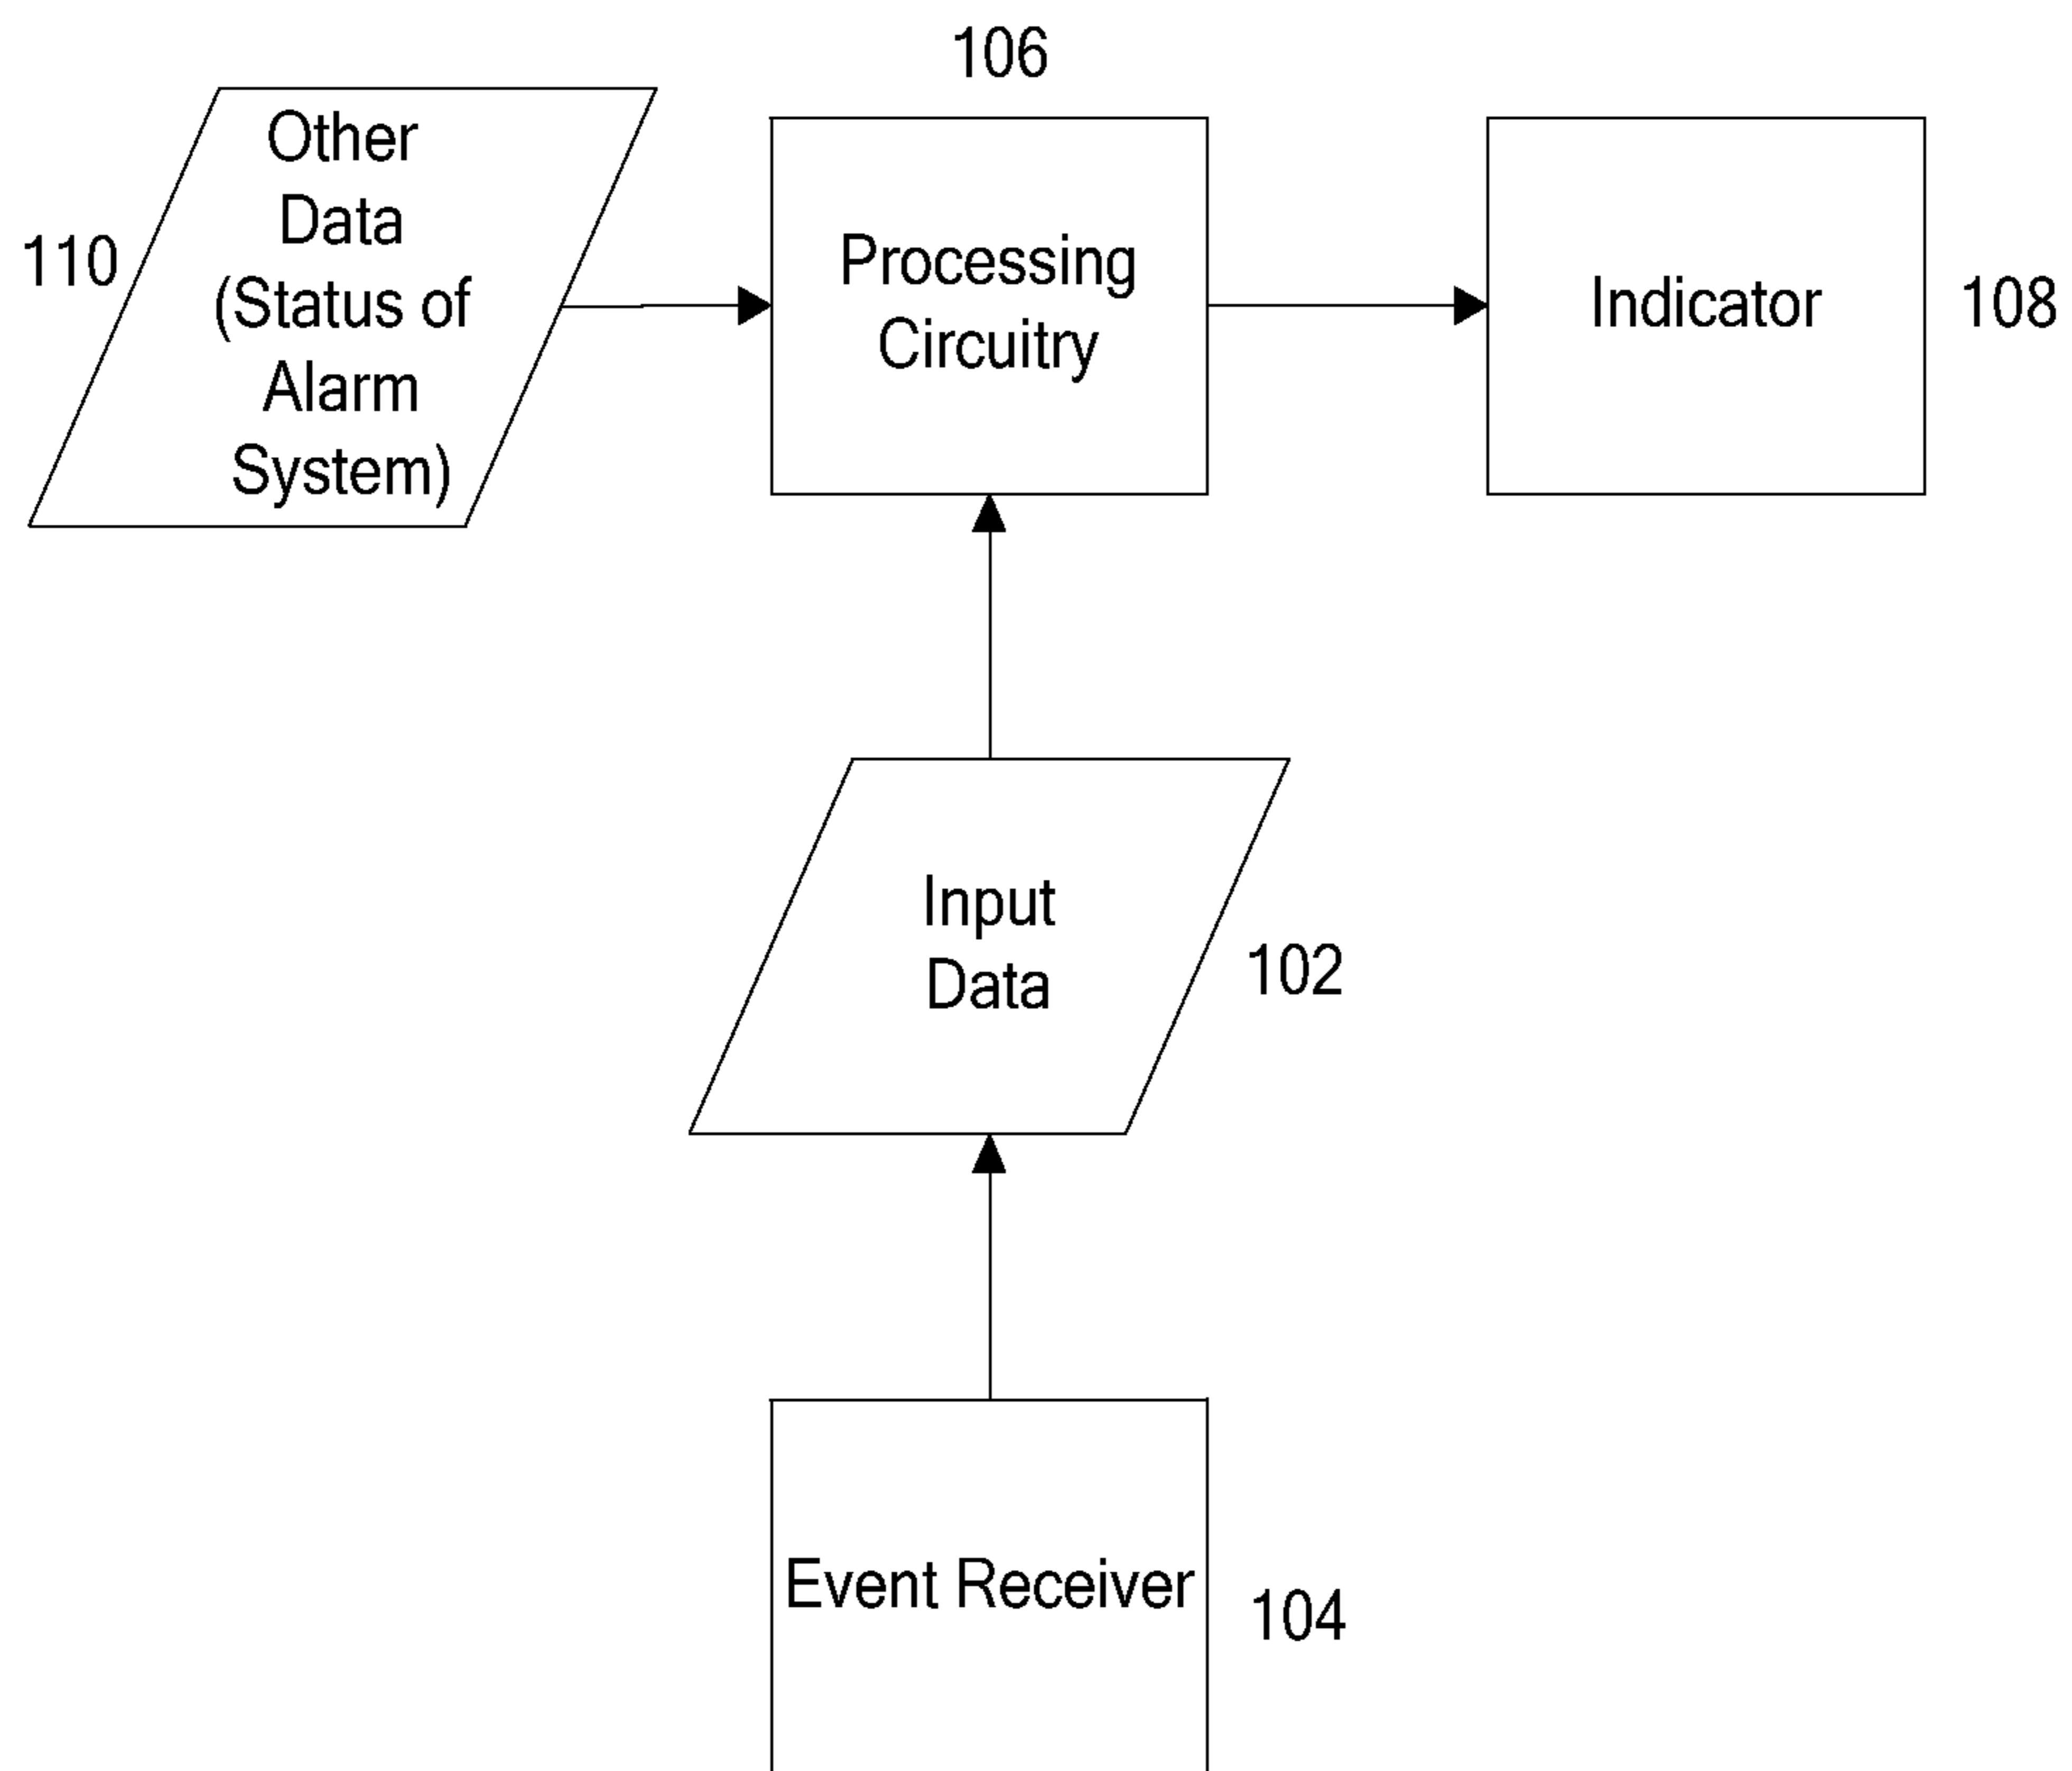 106
110
Other
Data
(Status of
Alarm
System)
Processing
Circuitry
Indicator
108
Input
Data
102
Event Receiver
104